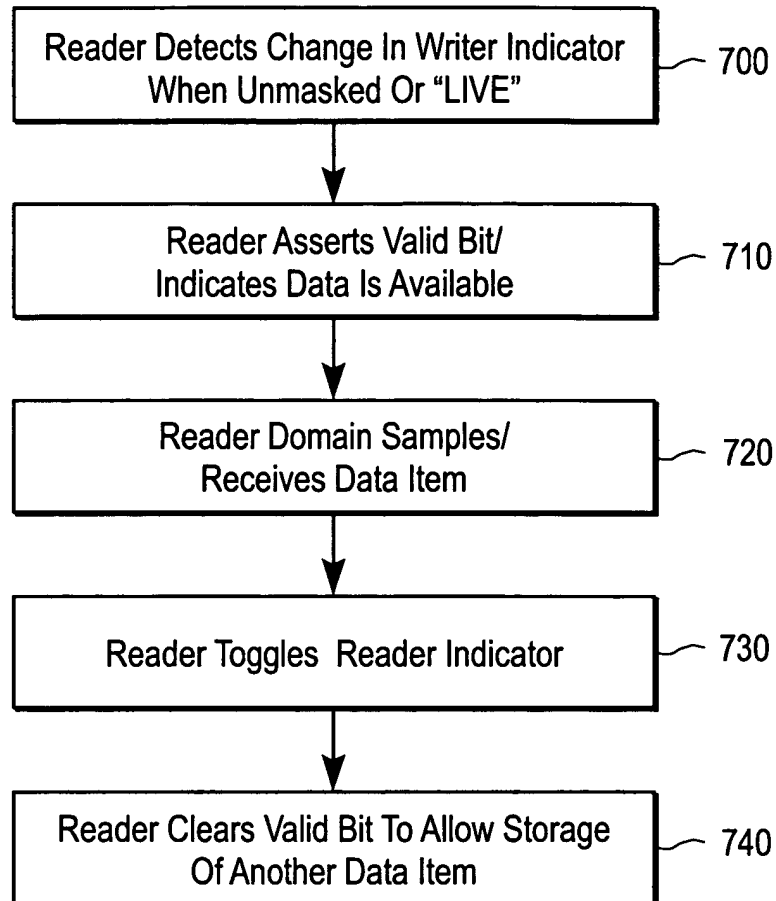 Reader Detects Change In Writer Indicator
When Unmasked Or “LIVE”
700
Reader Asserts Valid Bit/
Indicates Data Is Available
710
Reader Domain Samples/
Receives Data Item
720
Reader Toggles Reader Indicator
730
Reader Clears Valid Bit To Allow Storage
Of Another Data Item
740